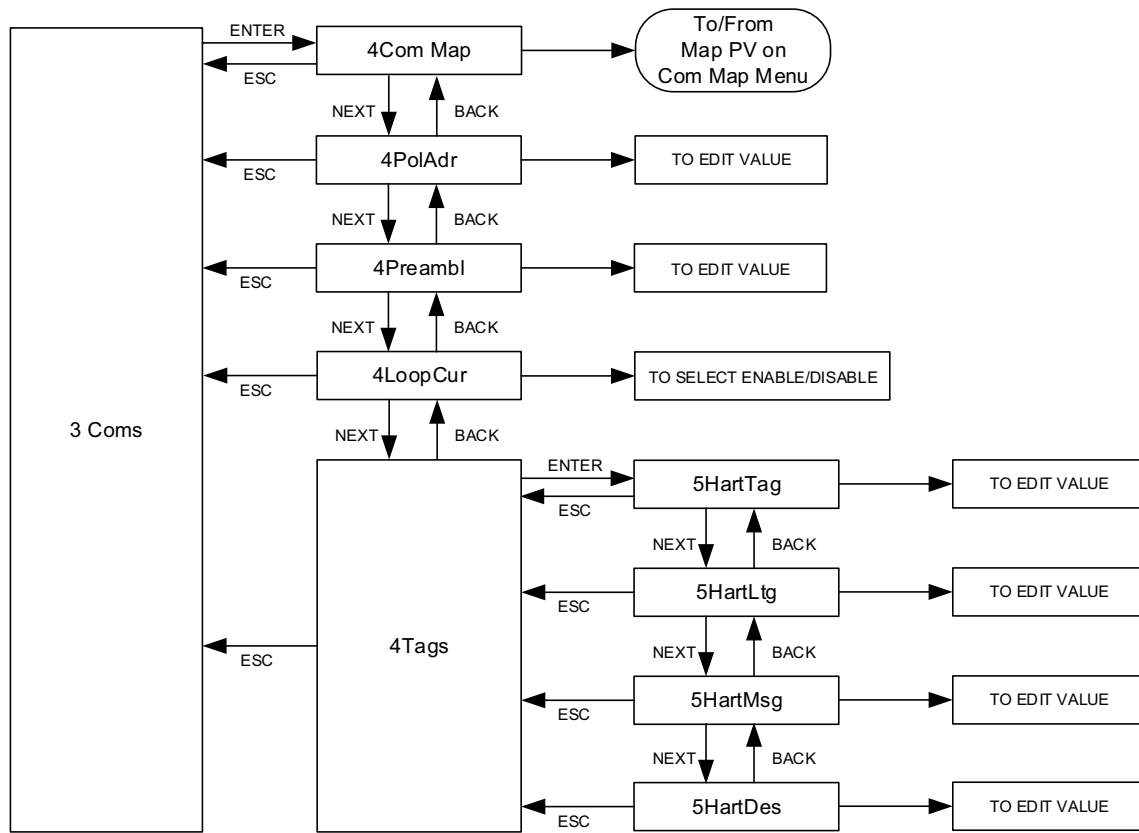 ENTER
4Com Map
To/From
Map PV on
Com Map Menu
ESC
NEXT
BACK
4PolAdr
TO EDIT VALUE
ESC
NEXT
BACK
4Preambl
TO EDIT VALUE
ESC
NEXT
BACK
4LoopCur
TO SELECT ENABLE/DISABLE
ESC
3 Coms
NEXT
BACK
ENTER
5HartTag
TO EDIT VALUE
ESC
NEXT
BACK
5HartLtg
TO EDIT VALUE
ESC
4Tags
ESC
NEXT
BACK
5HartMsg
TO EDIT VALUE
ESC
NEXT
BACK
5HartDes
TO EDIT VALUE
ESC